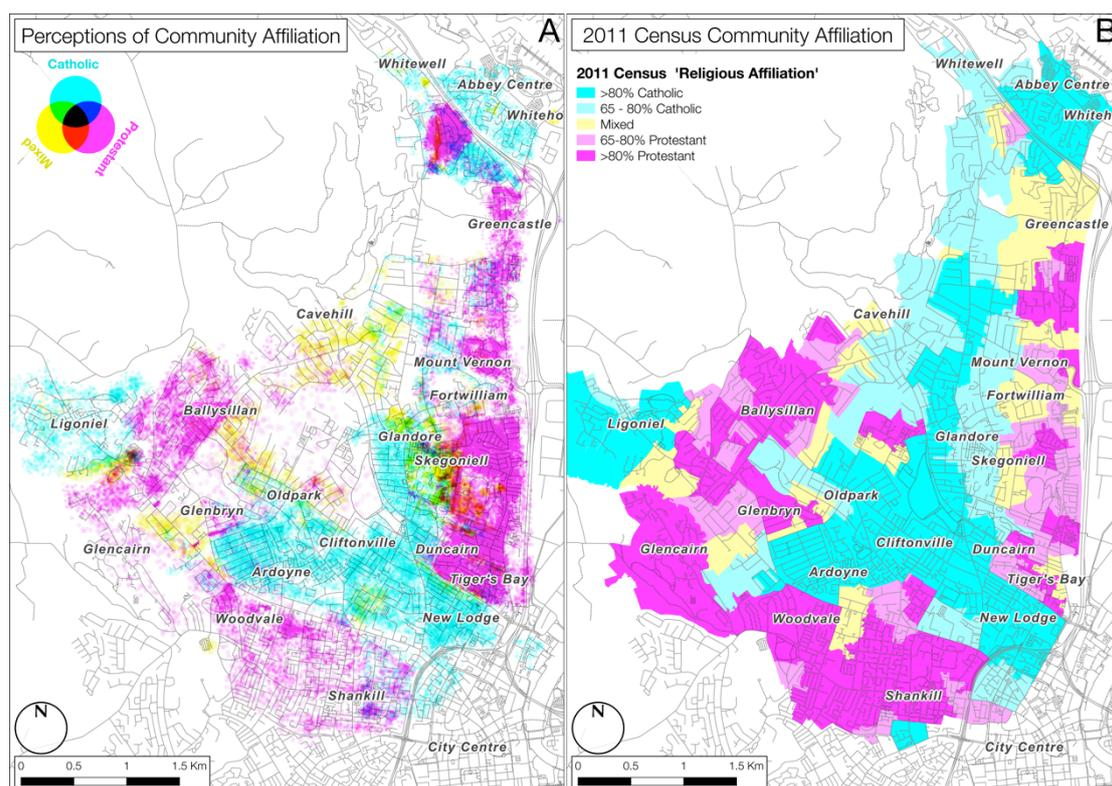 Perceptions of Community Affiliation
A
Catholic
Mixed
Protestant
Whitewell
Abbey Centre
Whiteho
Greencastle
Cavehill
Mount Vernon
Fortwilliam
Ballysillan
Ligoniel
Glandore
Skegoniell
Oldpark
Glenbryn
Cliftonville
Glencairn
Duncairn
Ardoyne
Tiger's Bay
Woodvale
New Lodge
Shankill
City Centre
N
0 0.5 1 1.5 Km
2011 Census Community Affiliation
B
2011 Census 'Religious Affiliation'
>80% Catholic
65 - 80% Catholic
Mixed
65-80% Protestant
>80% Protestant
Whitewell
Abbey Centre
Whiteh
Greencastle
Cavehill
Mount Vernon
Fortwilliam
Ballysillan
Ligoniel
Glandore
Skegoniell
Oldpark
Glenbryn
Cliftonville
Glencairn
Duncairn
Ardoyne
Tiger's Bay
Woodvale
New Lodge
Shankill
City Centre
N
0 0.5 1 1.5 Km